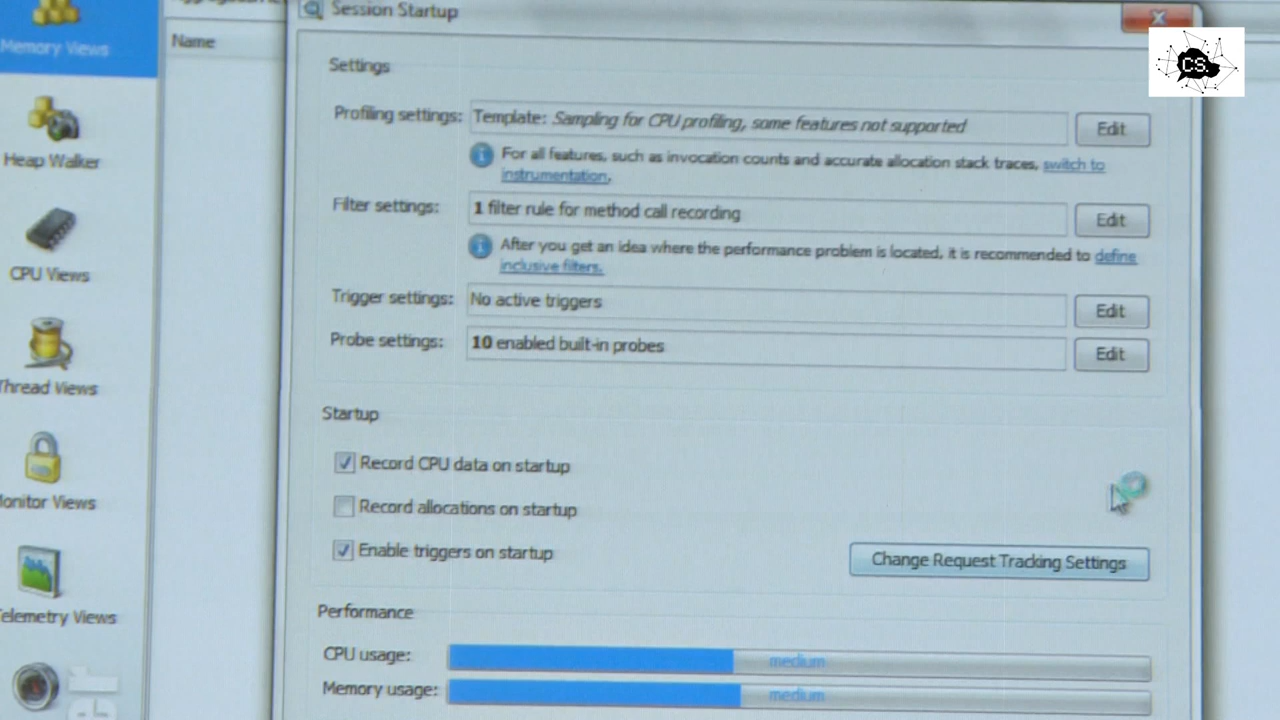 Session Startup
Memory Views
Name
Settings
Profiling settings: Template: Sampling for CPU profiling, some features not supported Edit
For all features, such as invocation counts and accurate allocation stack traces, switch to
instrumentation.
Heap Walker
Filter settings: 1 filter rule for method call recording Edit
After you get an idea where the performance problem is located, it is recommended to define
inclusive filters.
CPU Views
Trigger settings: No active triggers Edit
Probe settings: 10 enabled built-in probes Edit
Thread Views
Startup
Record CPU data on startup
Record allocations on startup
onitor Views
Enable triggers on startup
Change Request Tracking Settings
Telemetry Views
Performance
CPU usage: medium
Memory usage: medium
CS.